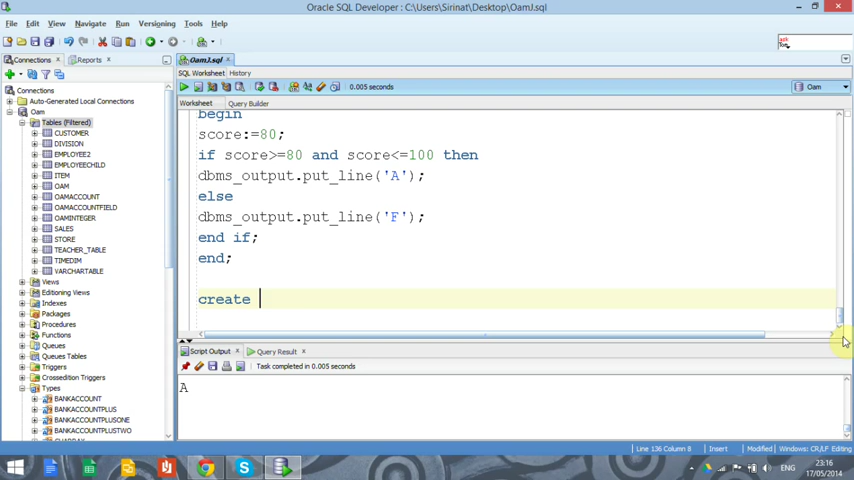 Oracle SQL Developer : C:\Users\Sirinat\Desktop\OamJ.sql
File Edit View Navigate Run Versioning Tools Help
Connections
Reports
OamJ.sql
SQL Worksheet History
0.005 seconds
Oam
Worksheet Query Builder
Connections
Auto-Generated Local Connections
Oam
Tables (Filtered)
CUSTOMER
DIVISION
EMPLOYEE2
EMPLOYEECHILD
ITEM
OAM
OAMACCOUNT
OAMACCOUNTFIELD
OAMINTEGER
SALES
STORE
TEACHER_TABLE
TIMEDIM
VARCHARTABLE
Views
Editioning Views
Indexes
Packages
Procedures
Functions
Queues
Queues Tables
Triggers
Crossedition Triggers
Types
BANKACCOUNT
BANKACCOUNTPLUS
BANKACCOUNTPLUSONE
BANKACCOUNTPLUSTWO
begin
score:=80;
if score>=80 and score<=100 then
dbms_output.put_line('A');
else
dbms_output.put_line('F');
end if;
end;
create
Script Output
Query Result
Task completed in 0.005 seconds
A
Line 136 Column 8 Insert Modified Windows: CR/LF Editing
ENG
23:16
17/05/2014